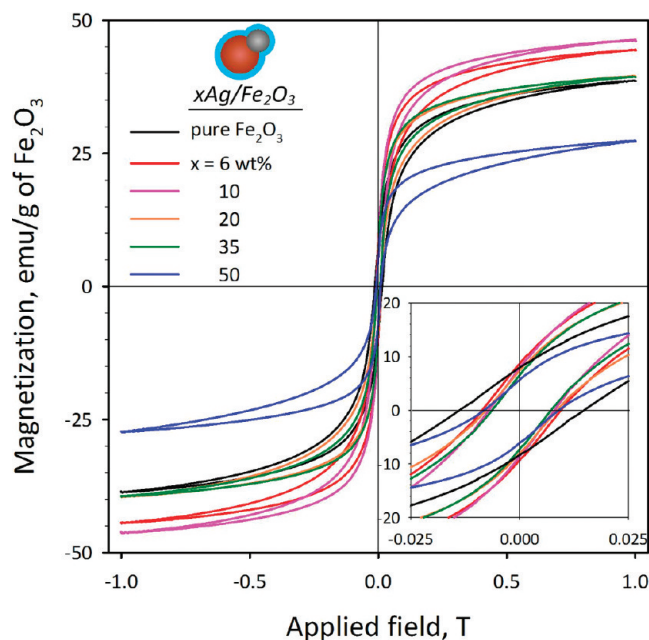 50
25
0
-25
-50
Magnetization, emu/g of Fe₂O₃
xAg/Fe₂O₃
pure Fe₂O₃
x = 6 wt%
10
20
35
50
20
10
0
-10
-20
-0.025 0.000 0.025
-1.0 -0.5 0.0 0.5 1.0
Applied field, T